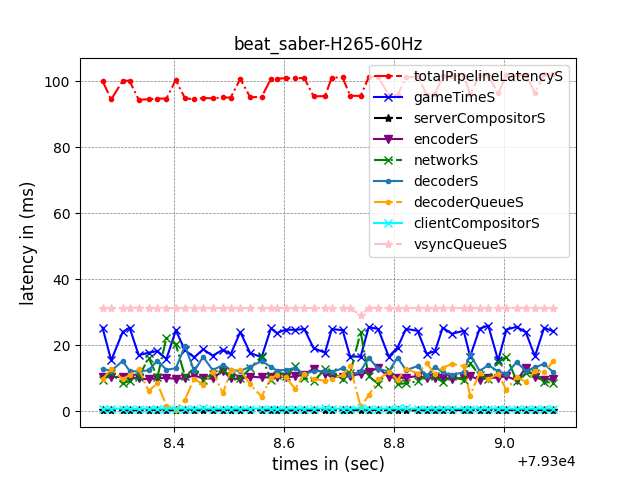 beat_saber-H265-60Hz
totalPipelineLatencyS
gameTimeS
serverCompositorS
encoderS
networkS
decoderS
decoderQueueS
clientCompositorS
vsyncQueueS
latency in (ms)
100
80
60
40
20
0
8.4 8.6 8.8 9.0
times in (sec)
+7.93e4